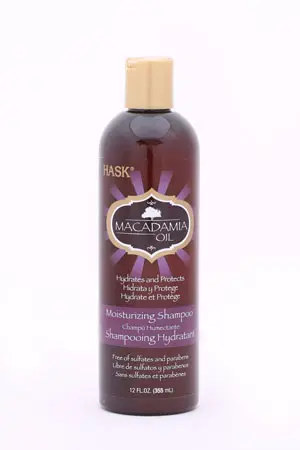 HASK®
MACADAMIA
OIL
Hydrates and Protects
Hidrata y Protege
Hydrate et Protège
Moisturizing Shampoo
Champú Humectante
Shampooing Hydratant
Free of sulfates and parabens
Libre de sulfatos y parabenos
Sans sulfates et parabènes
12 FL.OZ. (355 mL)